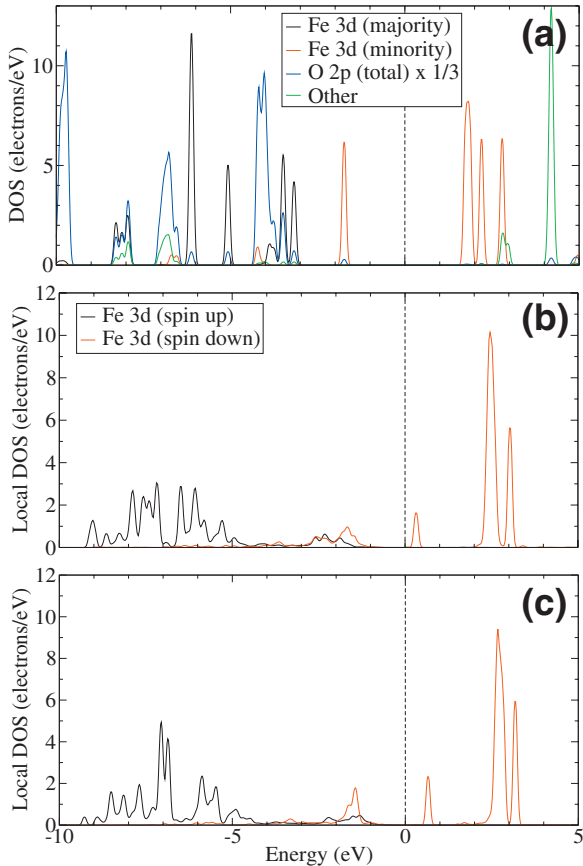 (a)
Fe 3d (majority)
Fe 3d (minority)
O 2p (total) x 1/3
Other
DOS (electrons/eV)
10
5
0
(b)
Fe 3d (spin up)
Fe 3d (spin down)
Local DOS (electrons/eV)
12
10
8
6
4
2
0
(c)
Local DOS (electrons/eV)
12
10
8
6
4
2
0
-10
-5
0
5
Energy (eV)